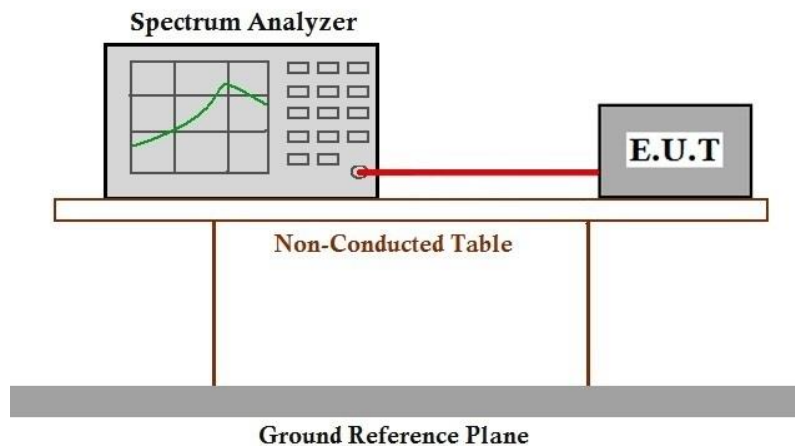 Spectrum Analyzer
E.U.T
Non-Conducted Table
Ground Reference Plane